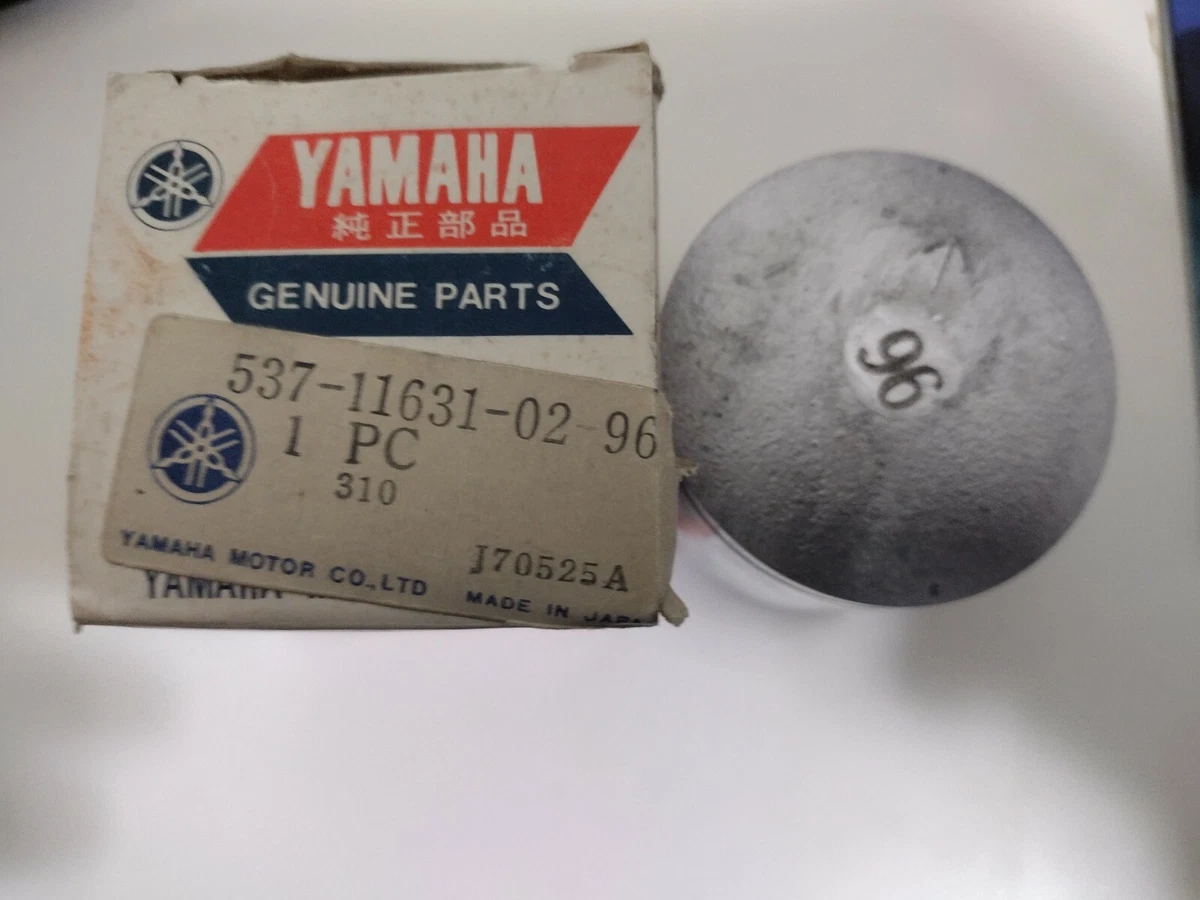 YAMAHA
純正部品
GENUINE PARTS
537-11631-02-96
1 PC
310
YAMAHA MOTOR CO.,LTD
J70525A
MADE IN JAPAN
YAMAHA
96